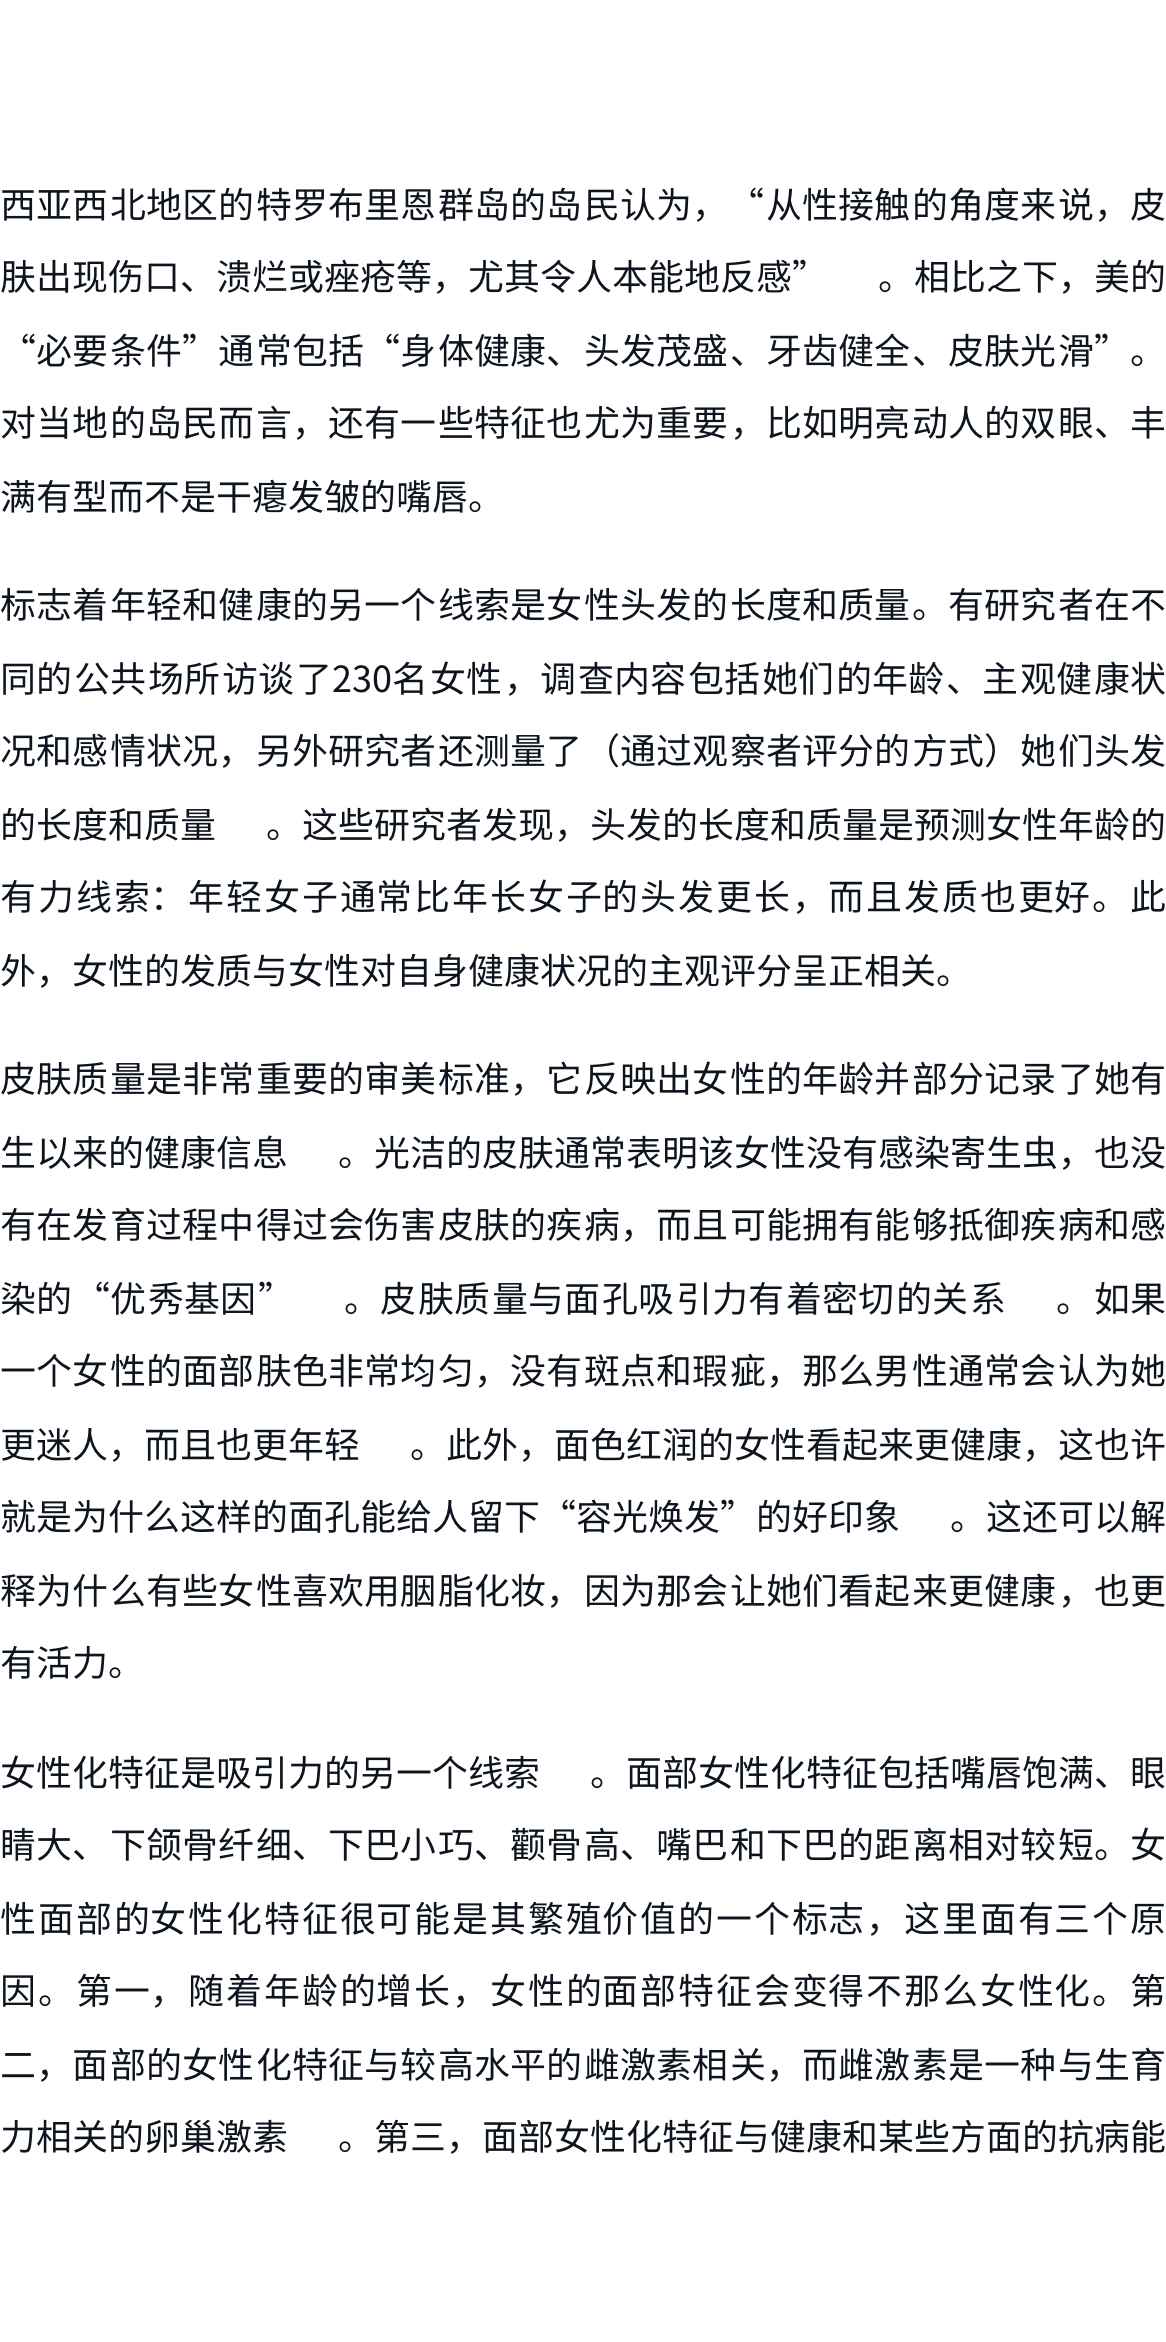 西亚西北地区的特罗布里恩群岛的岛民认为，“从性接触的角度来说，皮
肤出现伤口、溃烂或痤疮等，尤其令人本能地反感”　。相比之下，美的
“必要条件”通常包括“身体健康、头发茂盛、牙齿健全、皮肤光滑”。
对当地的岛民而言，还有一些特征也尤为重要，比如明亮动人的双眼、丰
满有型而不是干瘪发皱的嘴唇。
标志着年轻和健康的另一个线索是女性头发的长度和质量。有研究者在不
同的公共场所访谈了230名女性，调查内容包括她们的年龄、主观健康状
况和感情状况，另外研究者还测量了（通过观察者评分的方式）她们头发
的长度和质量　。这些研究者发现，头发的长度和质量是预测女性年龄的
有力线索：年轻女子通常比年长女子的头发更长，而且发质也更好。此
外，女性的发质与女性对自身健康状况的主观评分呈正相关。
皮肤质量是非常重要的审美标准，它反映出女性的年龄并部分记录了她有
生以来的健康信息　。光洁的皮肤通常表明该女性没有感染寄生虫，也没
有在发育过程中得过会伤害皮肤的疾病，而且可能拥有能够抵御疾病和感
染的“优秀基因”　。皮肤质量与面孔吸引力有着密切的关系　。如果
一个女性的面部肤色非常均匀，没有斑点和瑕疵，那么男性通常会认为她
更迷人，而且也更年轻　。此外，面色红润的女性看起来更健康，这也许
就是为什么这样的面孔能给人留下“容光焕发”的好印象　。这还可以解
释为什么有些女性喜欢用胭脂化妆，因为那会让她们看起来更健康，也更
有活力。
女性化特征是吸引力的另一个线索　。面部女性化特征包括嘴唇饱满、眼
睛大、下颌骨纤细、下巴小巧、颧骨高、嘴巴和下巴的距离相对较短。女
性面部的女性化特征很可能是其繁殖价值的一个标志，这里面有三个原
因。第一，随着年龄的增长，女性的面部特征会变得不那么女性化。第
二，面部的女性化特征与较高水平的雌激素相关，而雌激素是一种与生育
力相关的卵巢激素　。第三，面部女性化特征与健康和某些方面的抗病能